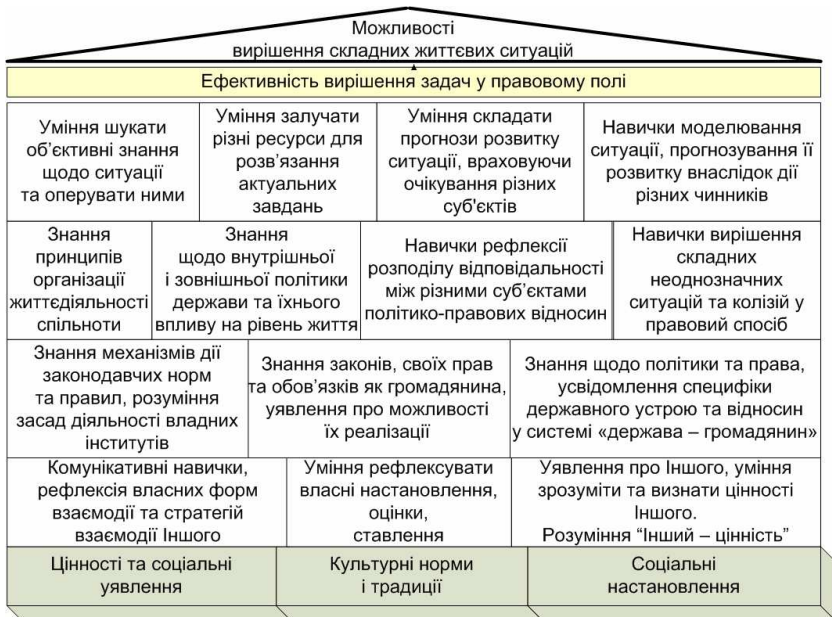 Можливості
вирішення складних життєвих ситуацій
Ефективність вирішення задач у правовому полі
Уміння шукати
об’єктивні знання
щодо ситуації
та оперувати ними
Уміння залучати
різні ресурси для
розв’язання
актуальних
завдань
Уміння складати
прогнози розвитку
ситуації, враховуючи
очікування різних
суб'єктів
Навички моделювання
ситуації, прогнозування її
розвитку внаслідок дії
різних чинників
Знання
принципів
організації
життєдіяльності
спільноти
Знання
щодо внутрішньої
і зовнішньої політики
держави та їхнього
впливу на рівень життя
Навички рефлексії
розподілу відповідальності
між різними суб’єктами
політико-правових відносин
Навички вирішення
складних
неоднозначних
ситуацій та колізій у
правовий спосіб
Знання механізмів дії
законодавчих норм
та правил, розуміння
засад діяльності владних
інститутів
Знання законів, своїх прав
та обов’язків як громадянина,
уявлення про можливості
їх реалізації
Знання щодо політики та права,
усвідомлення специфіки
державного устрою та відносин
у системі «держава – громадянин»
Комунікативні навички,
рефлексія власних форм
взаємодії та стратегій
взаємодії Іншого
Уміння рефлексувати
власні настановлення,
оцінки,
ставлення
Уявлення про Іншого, уміння
зрозуміти та визнати цінності
Іншого.
Розуміння “Інший – цінність”
Цінності та соціальні
уявлення
Культурні норми
і традиції
Соціальні
настановлення